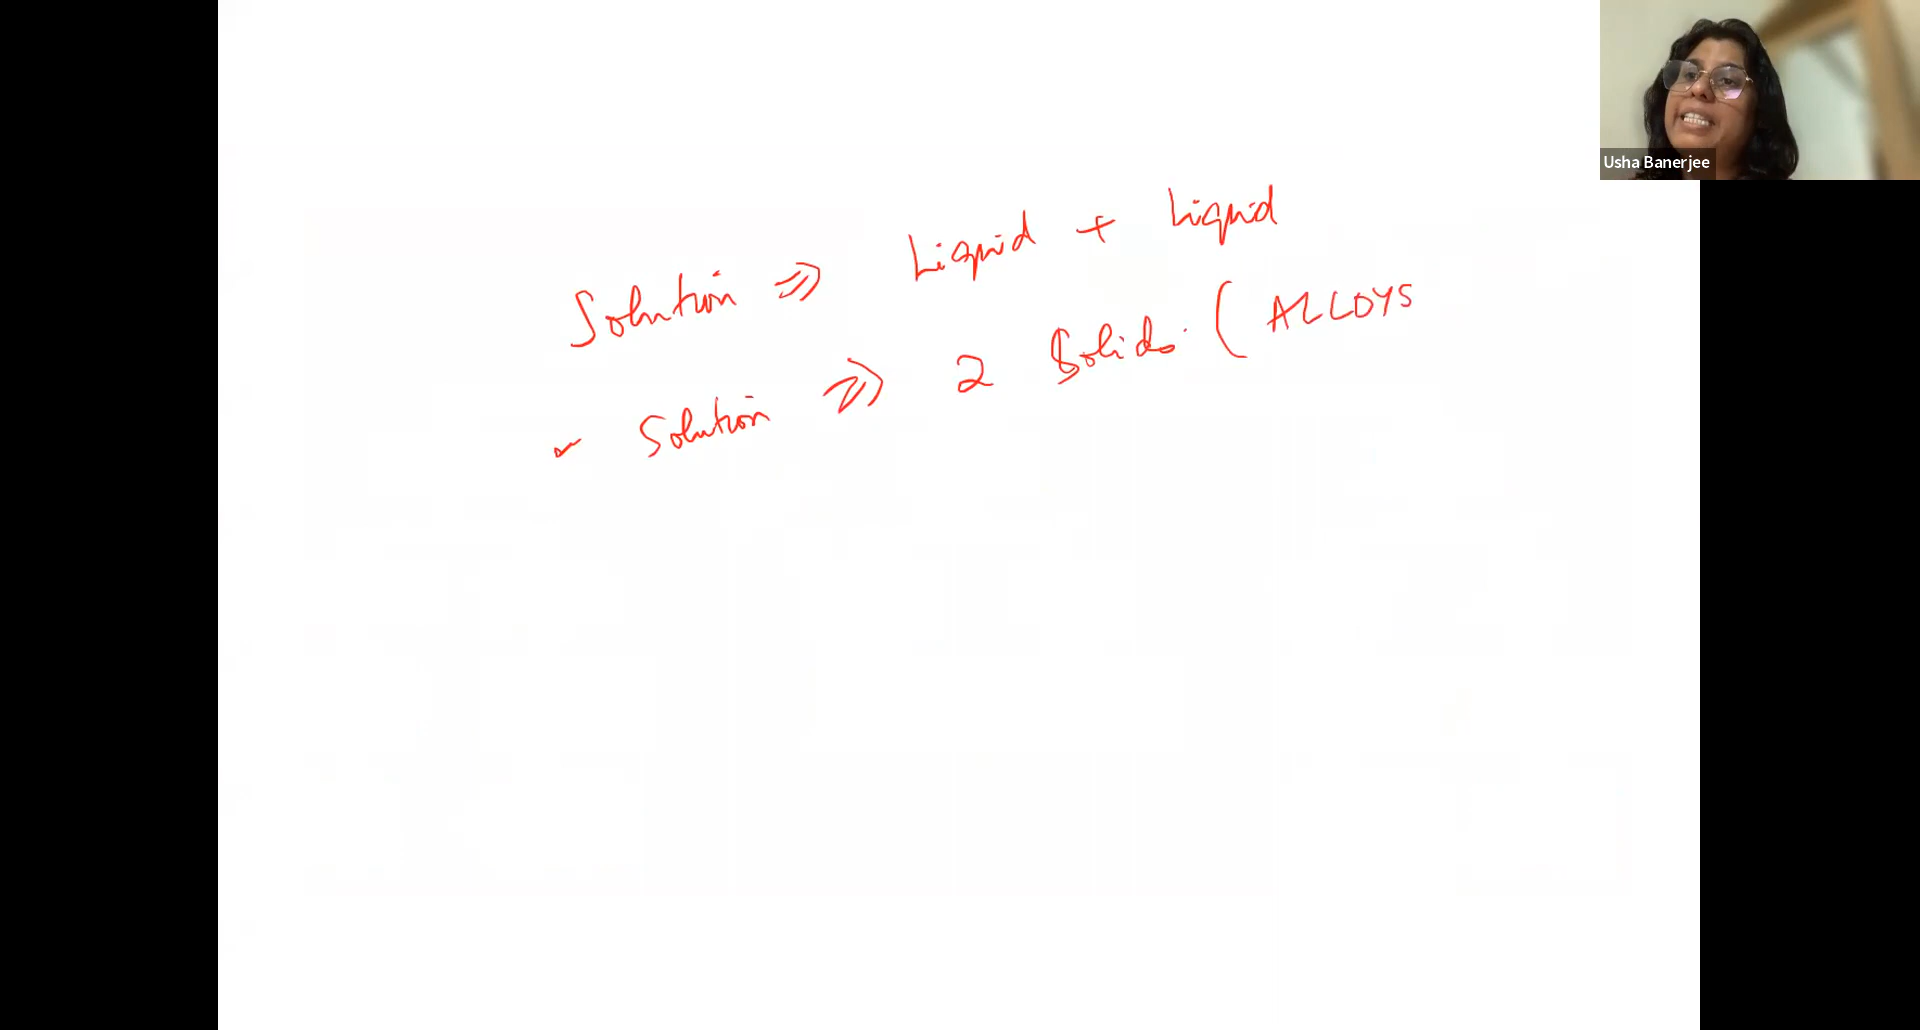 Usha Banerjee
Solution ⇒ Liquid + Liquid
Solution ⇒ 2 Solids. (ALLOYS